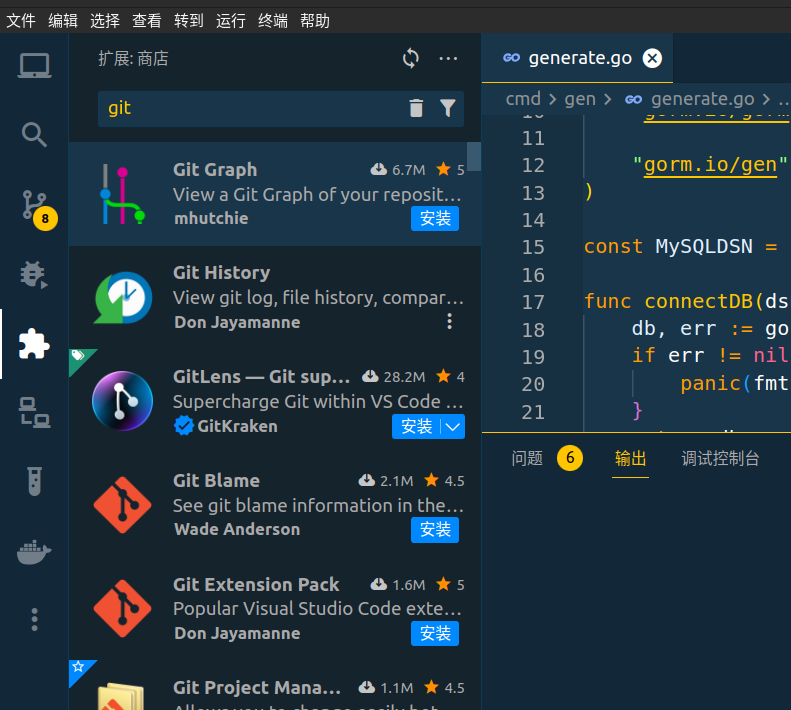 文件 编辑 选择 查看 转到 运行 终端 帮助
扩展: 商店
git
Git Graph 6.7M 5
View a Git Graph of your reposit...
mhutchie 安装
Git History
View git log, file history, compar...
Don Jayamanne
GitLens — Git sup... 28.2M 4
Supercharge Git within VS Code ...
GitKraken 安装
Git Blame 2.1M 4.5
See git blame information in the...
Wade Anderson 安装
Git Extension Pack 1.6M 5
Popular Visual Studio Code exte...
Don Jayamanne 安装
Git Project Mana... 1.1M 4.5
8
GO generate.go
cmd > gen > GO generate.go > ...
11
12 "gorm.io/gen"
13 )
14
15 const MySQLDSN =
16
17 func connectDB(ds
18 db, err := go
19 if err != nil
20 panic(fmt
21 }
问题 6 输出 调试控制台